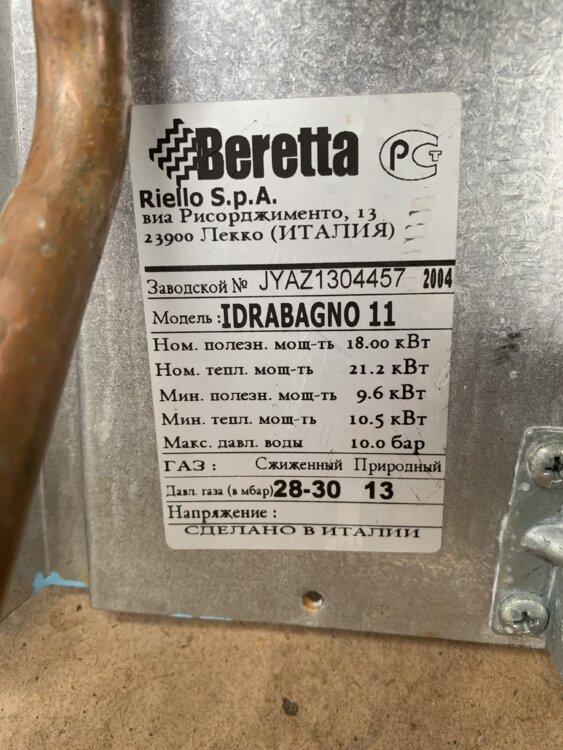 Beretta РСТ
Riello S.p.A.
виа Рисорджименто, 13
23900 Лекко (ИТАЛИЯ)
Заводской № JYAZ1304457 2004
Модель : IDRABAGNO 11
Ном. полезн. мощ-ть 18.00 кВт
Ном. тепл. мощ-ть 21.2 кВт
Мин. полезн. мощ-ть 9.6 кВт
Мин. тепл. мощ-ть 10.5 кВт
Макс. давл. воды 10.0 бар
ГАЗ : Сжиженный Природный
Давл. газа (в мбар) 28-30 13
Напряжение :
СДЕЛАНО В ИТАЛИИ